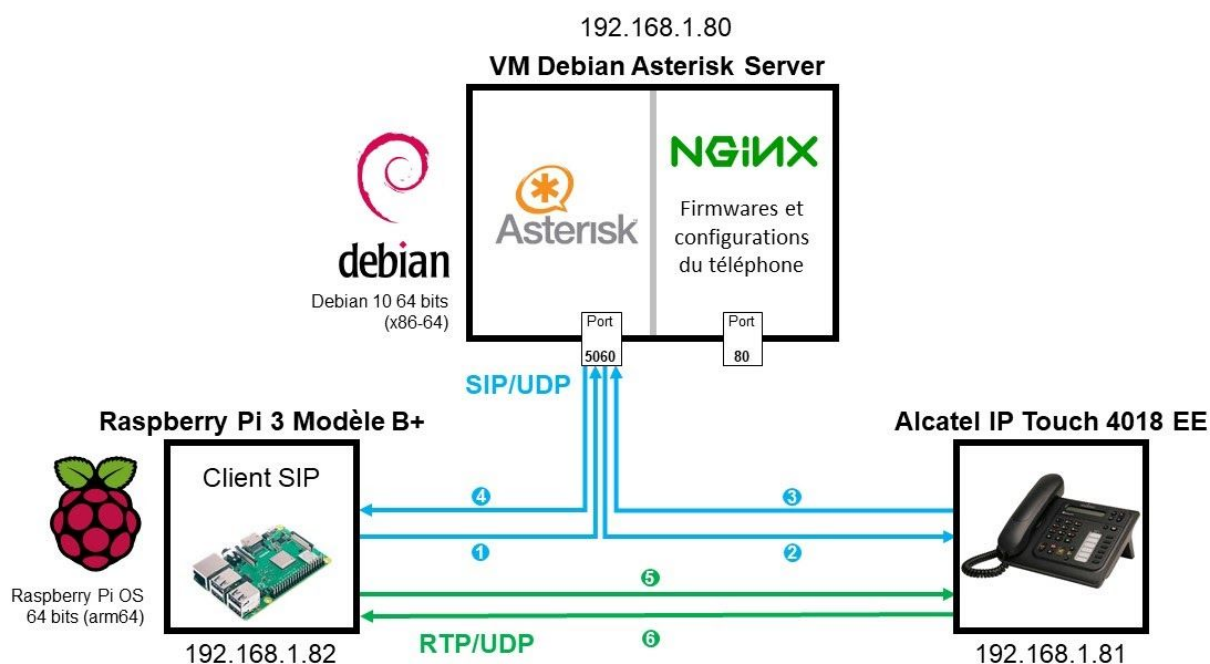 192.168.1.80
VM Debian Asterisk Server
debian
Debian 10 64 bits
(x86-64)
Asterisk
NGiNX
Firmwares et
configurations
du téléphone
Port
5060
Port
80
SIP/UDP
Raspberry Pi 3 Modèle B+
Client SIP
Raspberry Pi OS
64 bits (arm64)
192.168.1.82
Alcatel IP Touch 4018 EE
192.168.1.81
4
3
1
2
5
6
RTP/UDP